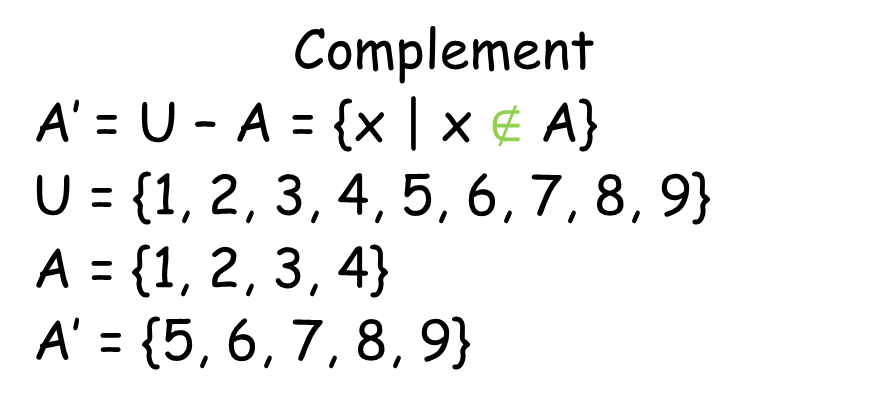 Complement
A' = U - A = {x | x ∉ A}
U = {1, 2, 3, 4, 5, 6, 7, 8, 9}
A = {1, 2, 3, 4}
A' = {5, 6, 7, 8, 9}